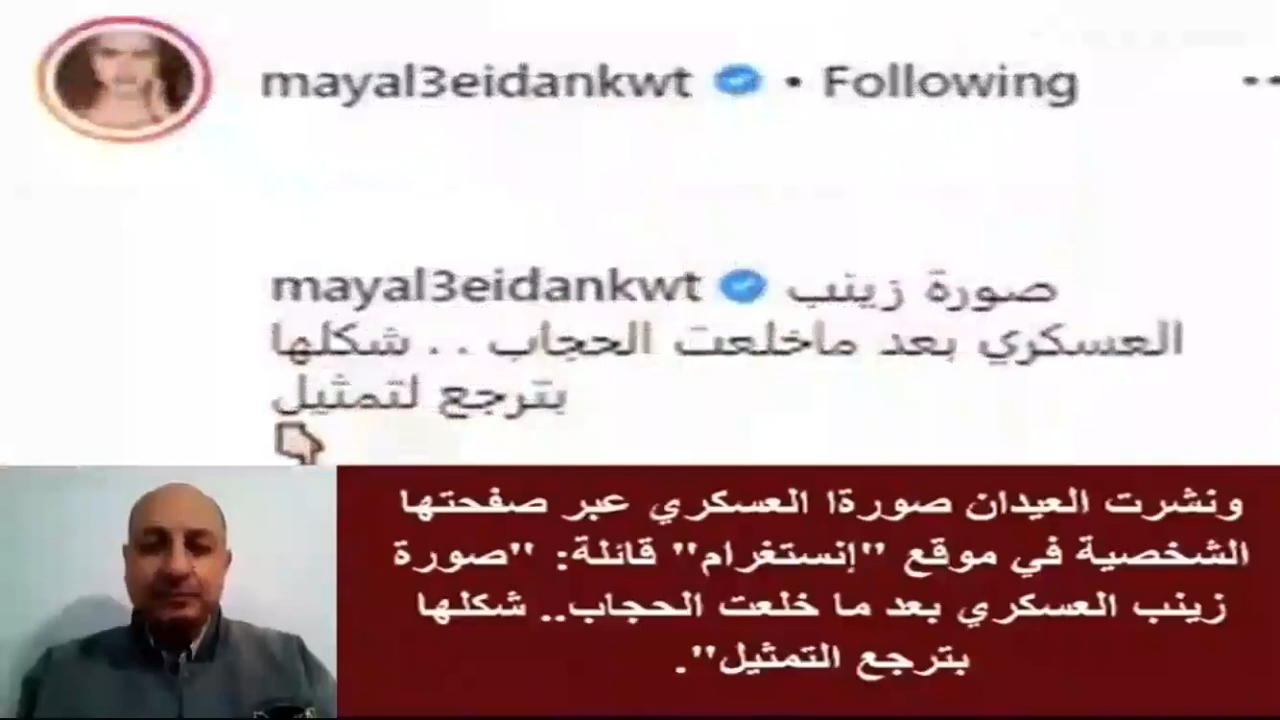 mayal3eidankwt • Following
mayal3eidankwt صورة زينب
العسكري بعد ماخلعت الحجاب . . شكلها
بترجع لتمثيل
ونشرت العيدان صورةا العسكري عبر صفحتها
الشخصية في موقع "إنستغرام" قائلة: "صورة
زينب العسكري بعد ما خلعت الحجاب.. شكلها
بترجع التمثيل".